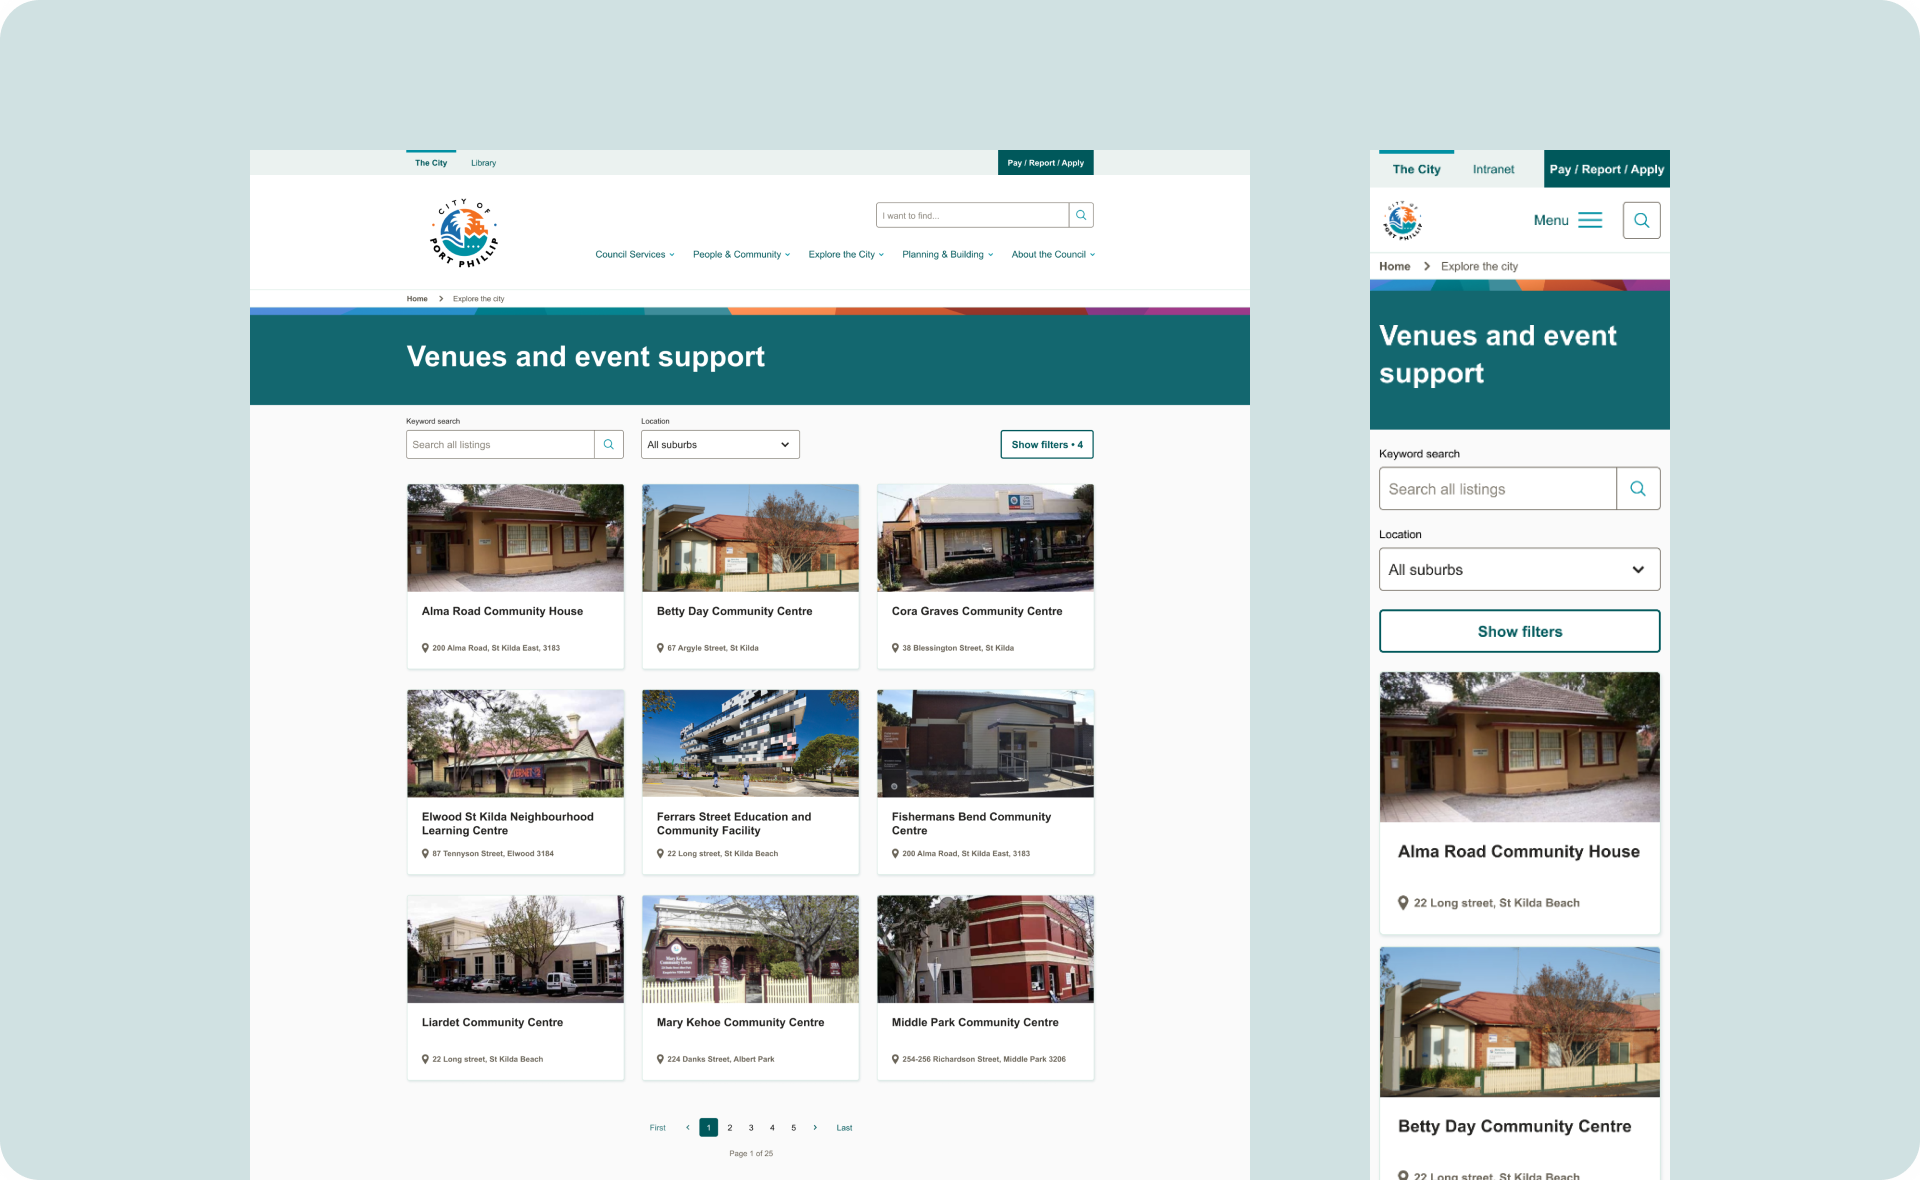 The City
Library
Pay / Report / Apply
CITY OF
PORT PHILLIP
I want to find...
Council Services
People & Community
Explore the City
Planning & Building
About the Council
Home
Explore the city
Venues and event support
Keyword search
Search all listings
Location
All suburbs
Show filters • 4
Alma Road Community House
200 Alma Road, St Kilda East, 3183
Betty Day Community Centre
67 Argyle Street, St Kilda
Cora Graves Community Centre
38 Blessington Street, St Kilda
Elwood St Kilda Neighbourhood
Learning Centre
87 Tennyson Street, Elwood 3184
Ferrars Street Education and
Community Facility
22 Long street, St Kilda Beach
Fishermans Bend Community
Centre
200 Alma Road, St Kilda East, 3183
Mary Kehoe
Community Centre
Liardet Community Centre
22 Long street, St Kilda Beach
Mary Kehoe Community Centre
224 Danks Street, Albert Park
Middle Park Community Centre
254-256 Richardson Street, Middle Park 3206
First
1
2
3
4
5
Last
Page 1 of 25
The City
Intranet
Pay / Report / Apply
CITY OF
PORT PHILLIP
Menu
Home
Explore the city
Venues and event
support
Keyword search
Search all listings
Location
All suburbs
Show filters
Alma Road Community House
22 Long street, St Kilda Beach
Betty Day Community Centre
22 Long street, St Kilda Beach